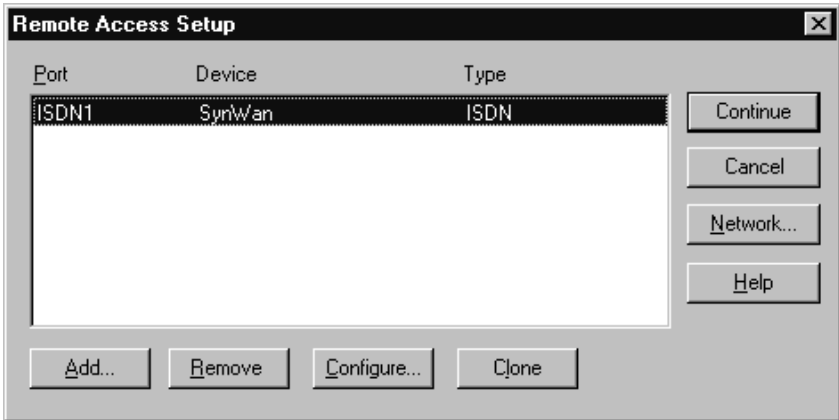 Remote Access Setup
Port Device Type
ISDN1 SynWan ISDN
Continue
Cancel
Network...
Help
Add... Remove Configure... Clone